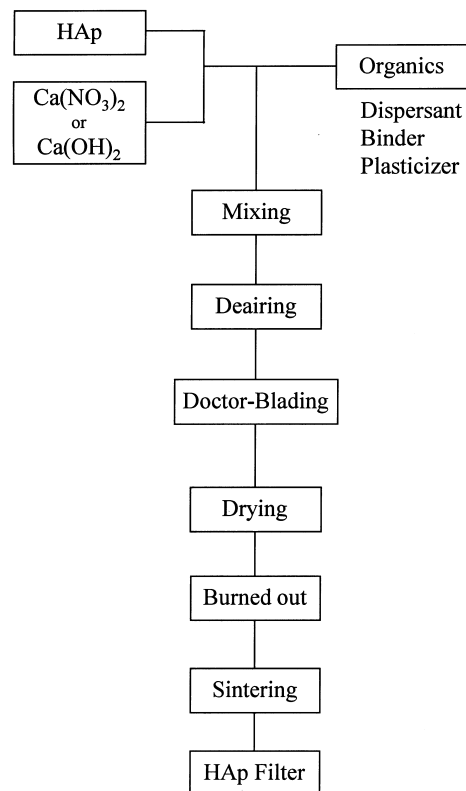 HAp
Ca(NO₃)₂
or
Ca(OH)₂
Organics
Dispersant
Binder
Plasticizer
Mixing
Deairing
Doctor-Blading
Drying
Burned out
Sintering
HAp Filter